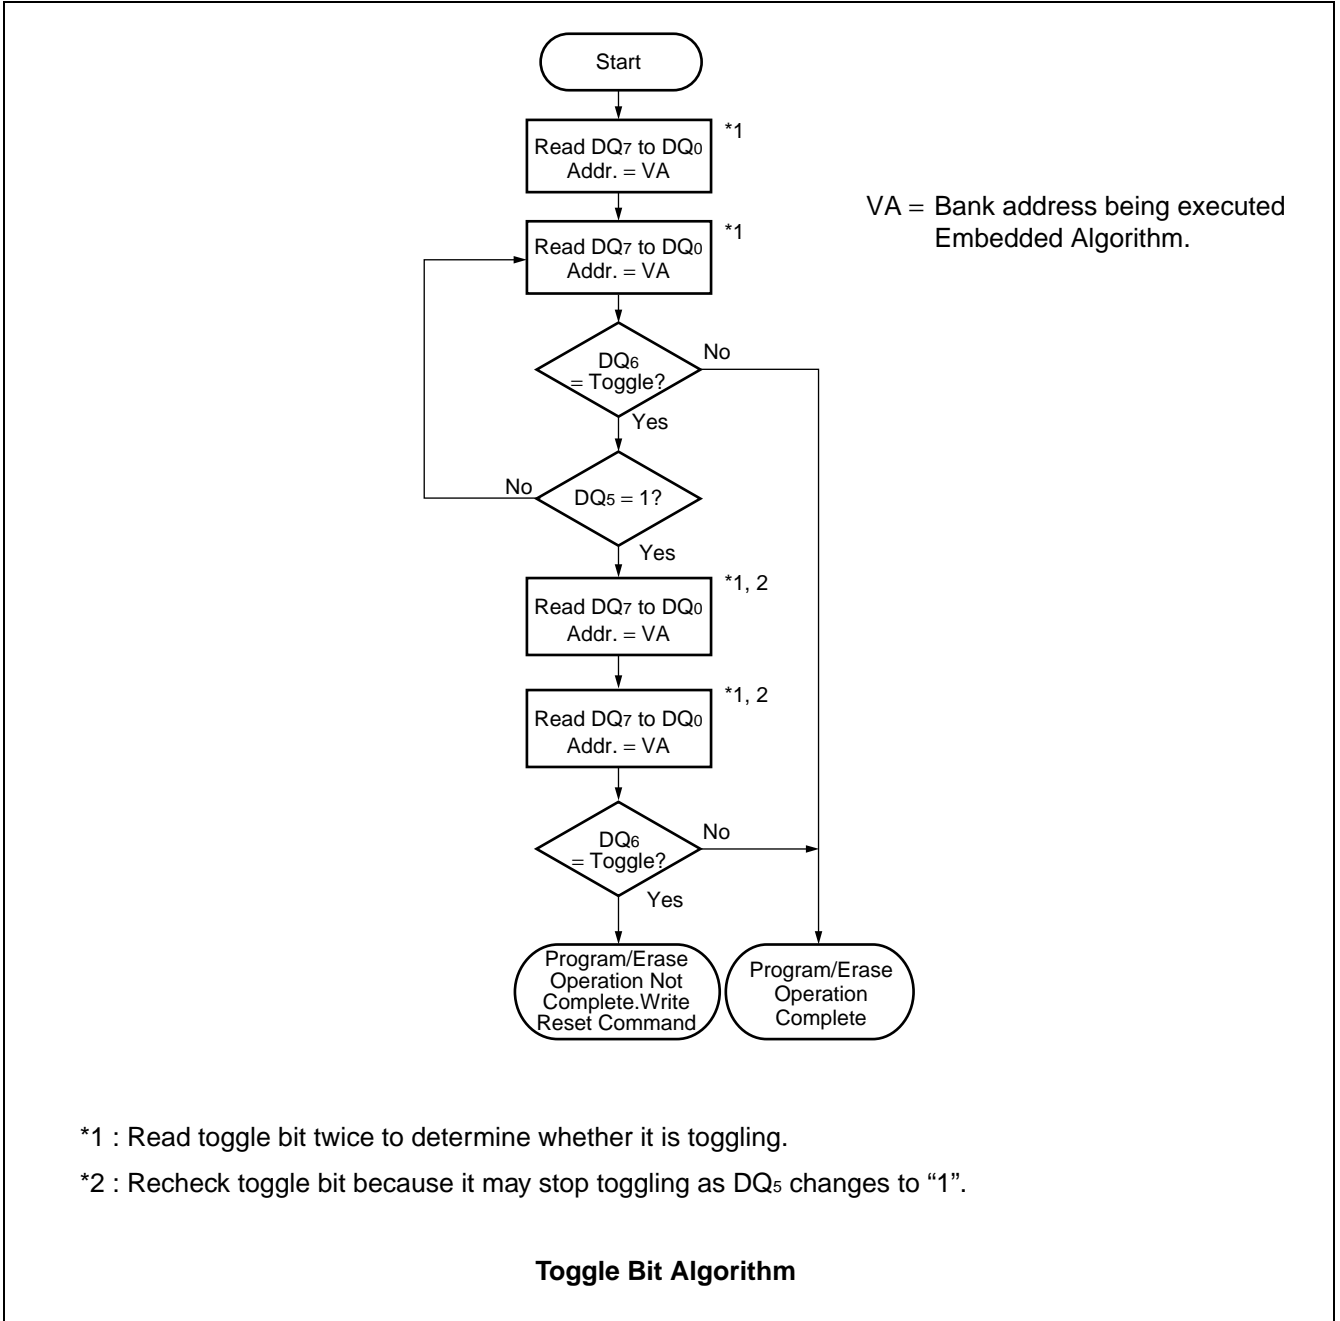 Start
Read DQ7 to DQ0
Addr. = VA
*1
VA = Bank address being executed
Embedded Algorithm.
Read DQ7 to DQ0
Addr. = VA
*1
DQ6
= Toggle?
No
Yes
No
DQ5 = 1?
Yes
Read DQ7 to DQ0
Addr. = VA
*1, 2
Read DQ7 to DQ0
Addr. = VA
*1, 2
DQ6
= Toggle?
No
Yes
Program/Erase
Operation Not
Complete.Write
Reset Command
Program/Erase
Operation
Complete
*1 : Read toggle bit twice to determine whether it is toggling.
*2 : Recheck toggle bit because it may stop toggling as DQ5 changes to “1”.
Toggle Bit Algorithm